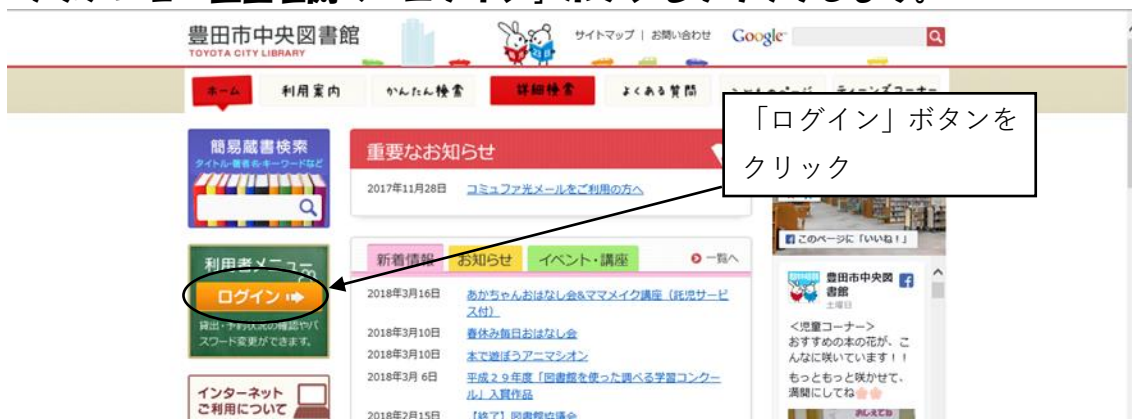 豊田市中央図書館
TOYOTA CITY LIBRARY
サイトマップ | お問い合わせ
Google
ホーム
利用案内
かんたん検索
詳細検索
よくある質問
「ログイン」ボタンを
クリック
簡易蔵書検索
タイトル・著者名・キーワードなど
重要なお知らせ
2017年11月28日 コミュファ光メールをご利用の方へ
このページに「いいね!」
利用者メニュー
ログイン
貸出・予約状況の確認やパ
スワード変更ができます。
新着情報
お知らせ
イベント・講座
一覧へ
2018年3月16日 あかちゃんおはなし会&ママメイク講座(託児サービ
ス付)
2018年3月10日 春休み毎日おはなし会
2018年3月10日 本で遊ぼうアニマシオン
2018年3月 6日 平成29年度「図書館を使った調べる学習コンクー
ル」入賞作品
2018年2月15日 【終了】図書館協議会
豊田市中央図
書館
土曜日
<児童コーナー>
おすすめの本の花が、こ
んなに咲いています!!
もっともっと咲かせて、
満開にしてね
インターネット
ご利用について